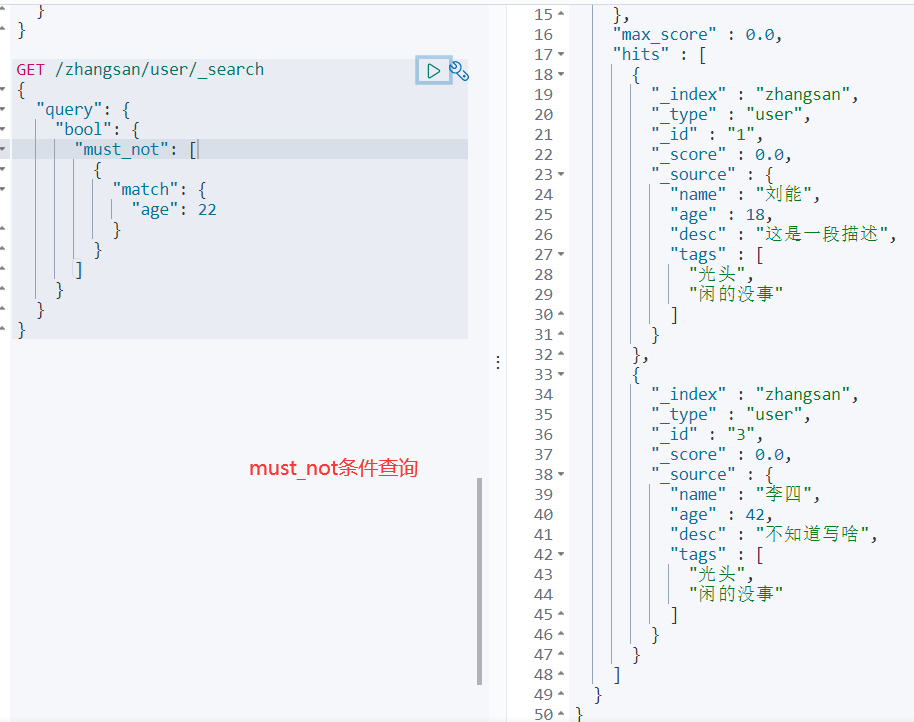 }
}
GET /zhangsan/user/_search
{
"query": {
"bool": {
"must_not": [
{
"match": {
"age": 22
}
}
]
}
}
}
must_not条件查询
15 },
16 "max_score" : 0.0,
17 "hits" : [
18 {
19 "_index" : "zhangsan",
20 "_type" : "user",
21 "_id" : "1",
22 "_score" : 0.0,
23 "_source" : {
24 "name" : "刘能",
25 "age" : 18,
26 "desc" : "这是一段描述",
27 "tags" : [
28 "光头",
29 "闲的没事"
30 ]
31 }
32 },
33 {
34 "_index" : "zhangsan",
35 "_type" : "user",
36 "_id" : "3",
37 "_score" : 0.0,
38 "_source" : {
39 "name" : "李四",
40 "age" : 42,
41 "desc" : "不知道写啥",
42 "tags" : [
43 "光头",
44 "闲的没事"
45 ]
46 }
47 }
48 ]
49 }
50 }